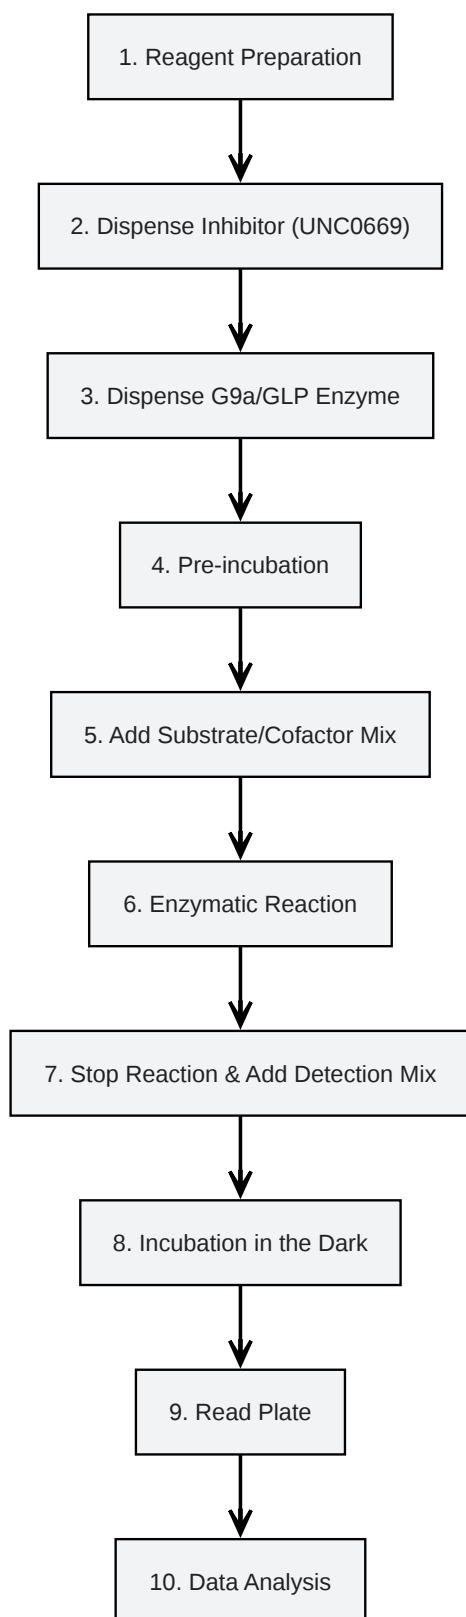 1. Reagent Preparation
2. Dispense Inhibitor (UNC0669)
3. Dispense G9a/GLP Enzyme
4. Pre-incubation
5. Add Substrate/Cofactor Mix
6. Enzymatic Reaction
7. Stop Reaction & Add Detection Mix
8. Incubation in the Dark
9. Read Plate
10. Data Analysis